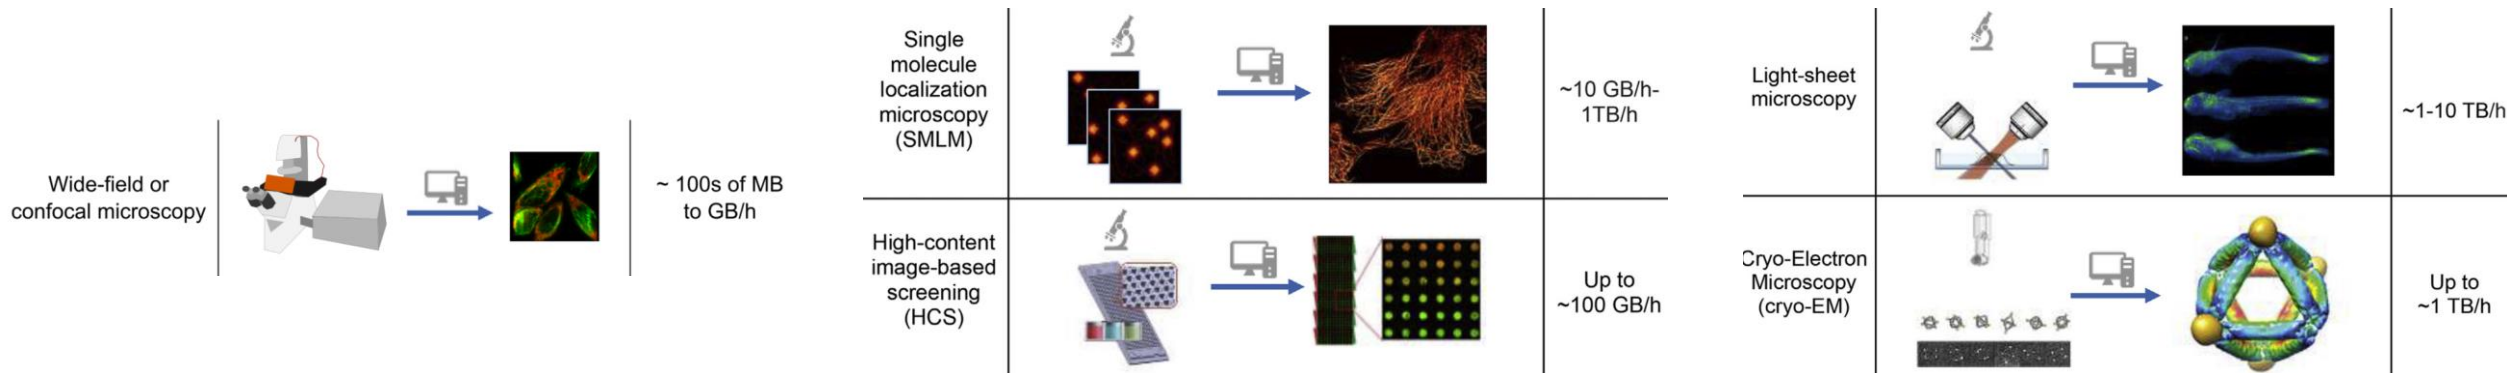 Wide-field or
confocal microscopy
~ 100s of MB
to GB/h
Single
molecule
localization
microscopy
(SMLM)
~10 GB/h-
1TB/h
High-content
image-based
screening
(HCS)
Up to
~100 GB/h
Light-sheet
microscopy
~1-10 TB/h
Cryo-Electron
Microscopy
(cryo-EM)
Up to
~1 TB/h